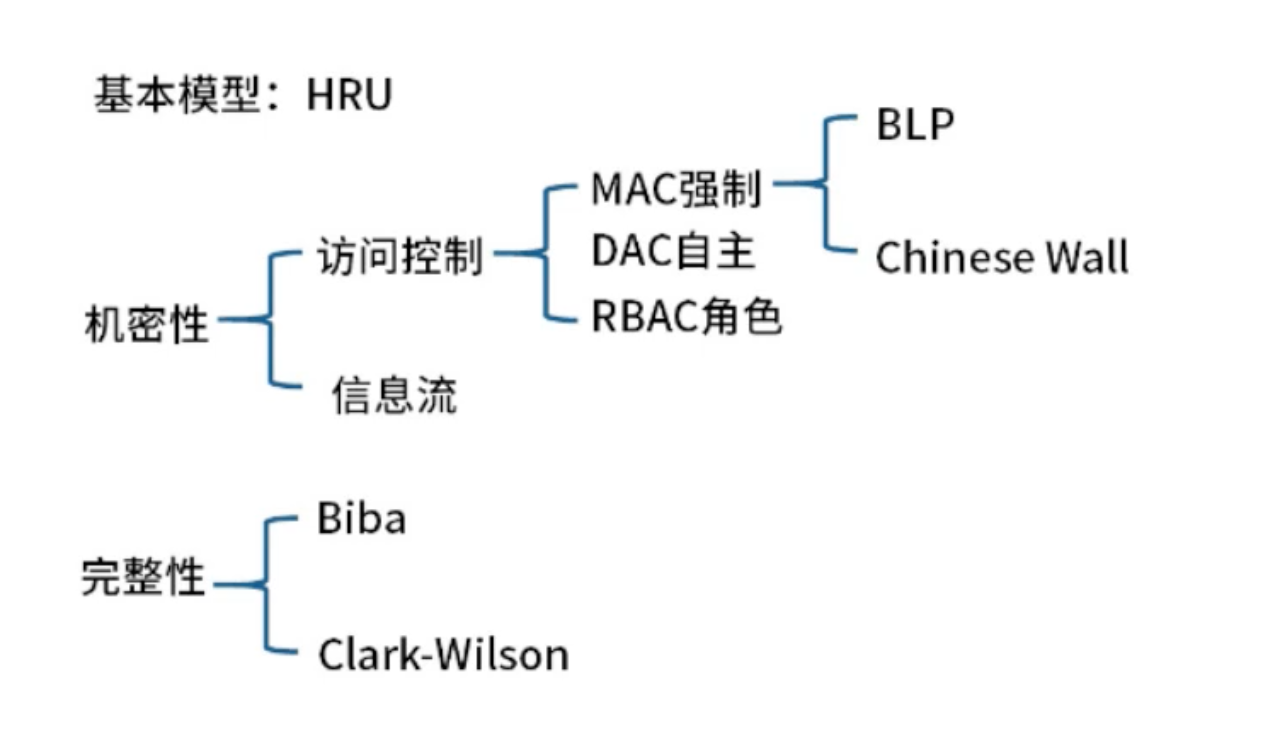 基本模型：HRU
BLP
MAC强制
DAC自主
访问控制
Chinese Wall
RBAC角色
机密性
信息流
Biba
完整性
Clark-Wilson